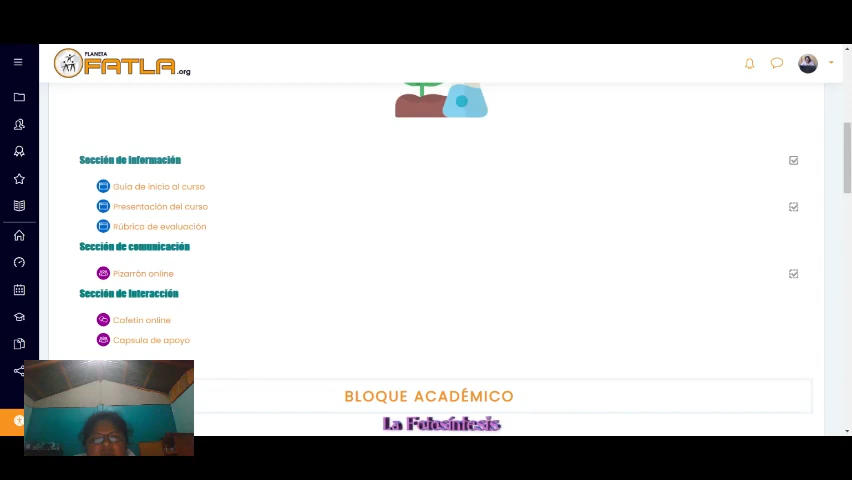 PLANETA
FATLA.org
Sección de Información
Guía de inicio al curso
Presentación del curso
Rúbrica de evaluación
Sección de comunicación
Pizarrón online
Sección de Interacción
Cafetín online
Capsula de apoyo
BLOQUE ACADÉMICO
La Fotosíntesis